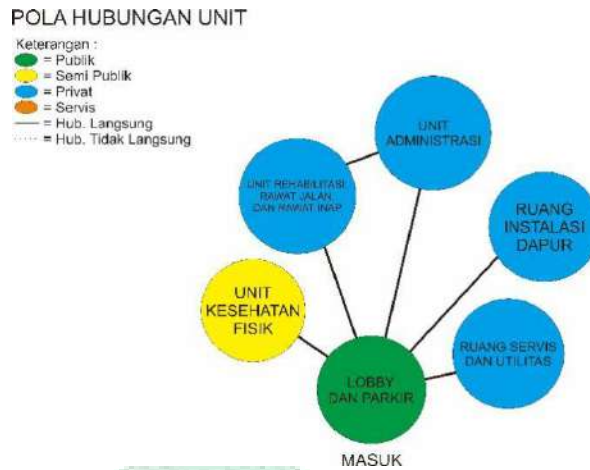 POLA HUBUNGAN UNIT
Keterangan :
= Publik
= Semi Publik
= Privat
= Servis
= Hub. Langsung
= Hub. Tidak Langsung
UNIT
ADMINISTRASI
UNIT REHABILITASI,
RAWAT JALAN,
DAN RAWAT INAP
RUANG
INSTALASI
DAPUR
UNIT
KESEHATAN
FISIK
RUANG SERVIS
DAN UTILITAS
LOBBY
DAN PARKIR
MASUK